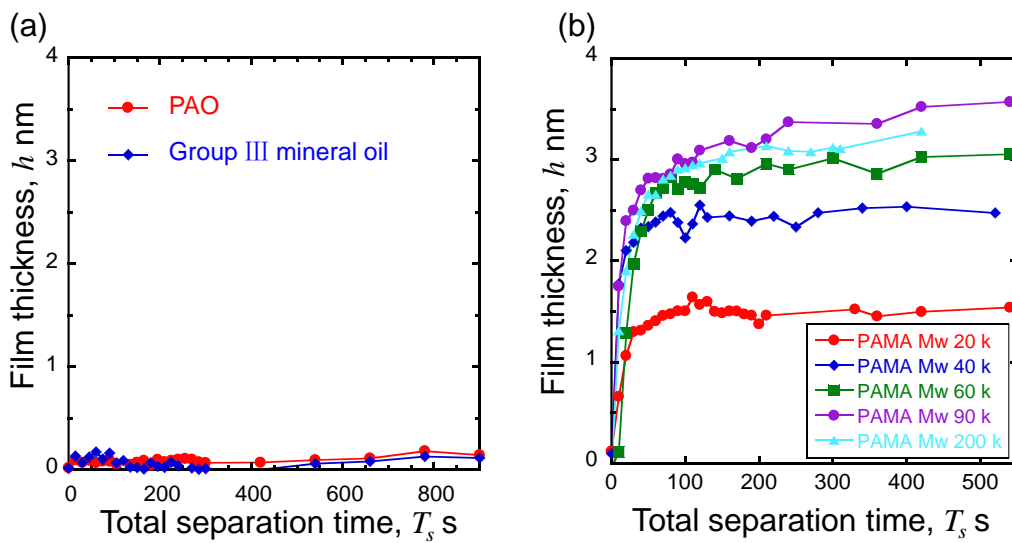 (a)
4
3
2
1
0
0
200
400
600
800
Film thickness, h nm
Total separation time, Ts s
PAO
Group III mineral oil
(b)
4
3
2
1
0
0
100
200
300
400
500
Film thickness, h nm
Total separation time, Ts s
PAMA Mw 20 k
PAMA Mw 40 k
PAMA Mw 60 k
PAMA Mw 90 k
PAMA Mw 200 k